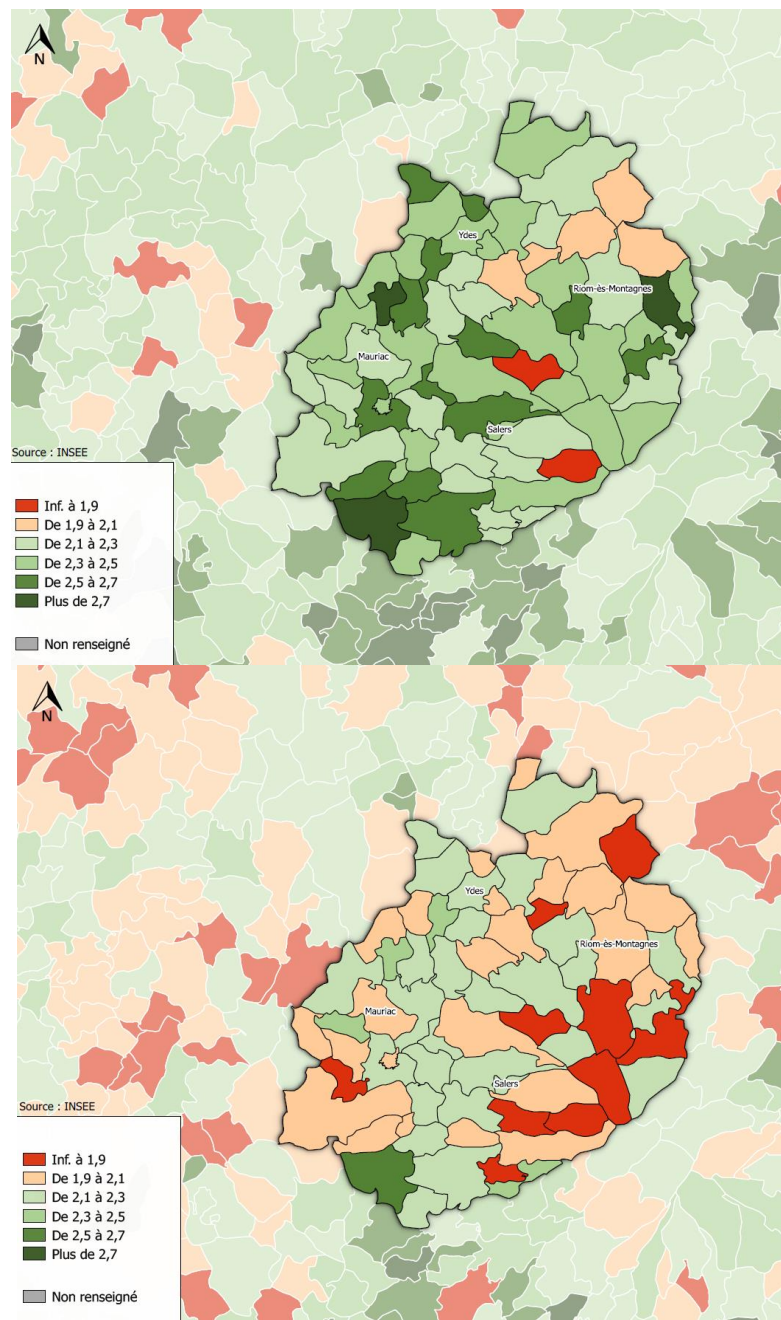 N
Ydes
Riom-ès-Montagnes
Mauriac
Salers
Source : INSEE
Inf. à 1,9
De 1,9 à 2,1
De 2,1 à 2,3
De 2,3 à 2,5
De 2,5 à 2,7
Plus de 2,7
Non renseigné
N
Ydes
Riom-ès-Montagnes
Mauriac
Salers
Source : INSEE
Inf. à 1,9
De 1,9 à 2,1
De 2,1 à 2,3
De 2,3 à 2,5
De 2,5 à 2,7
Plus de 2,7
Non renseigné